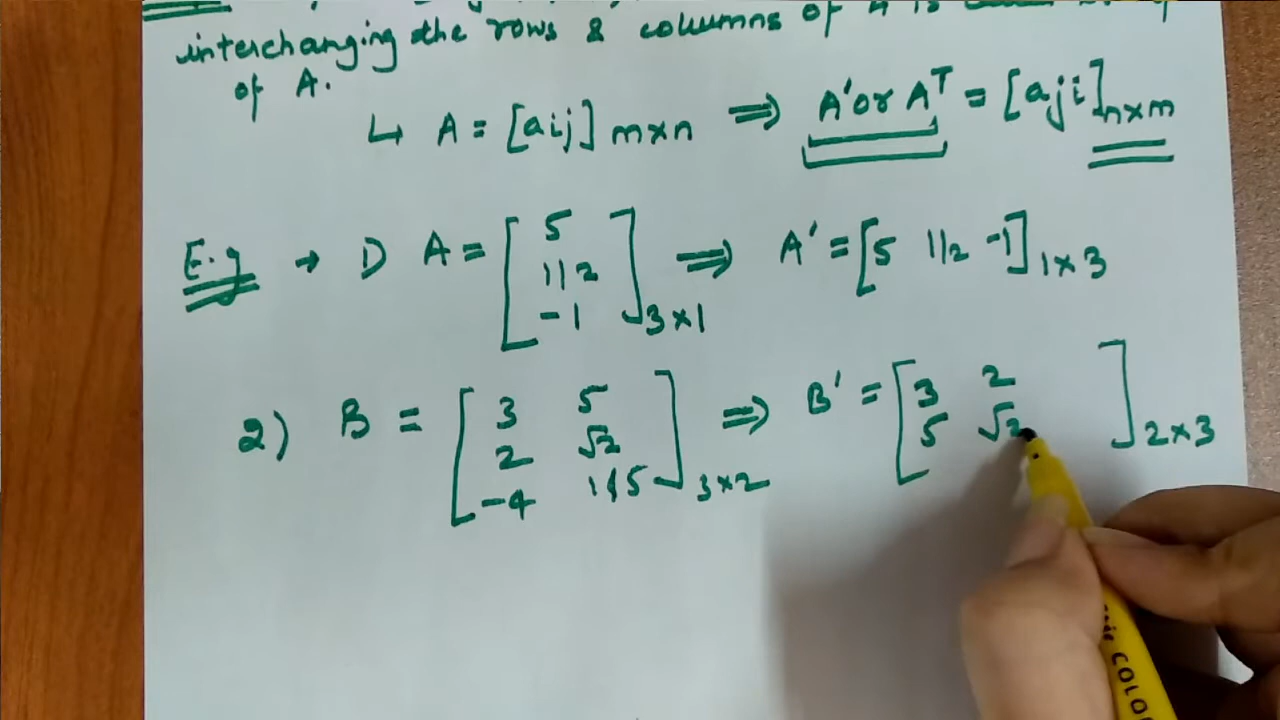 interchanging the rows & columns of A is
of A.
↳ A = [aij] m×n ⇒ A' or Aᵀ = [aji] n×m
E.g → 1) A = [5 1/2 -1] 3×1 ⇒ A' = [5 1/2 -1] 1×3
2) B = [3 5 2 √2 -4 1/5] 3×2 ⇒ B' = [3 2 5 √2 ] 2×3
COLO